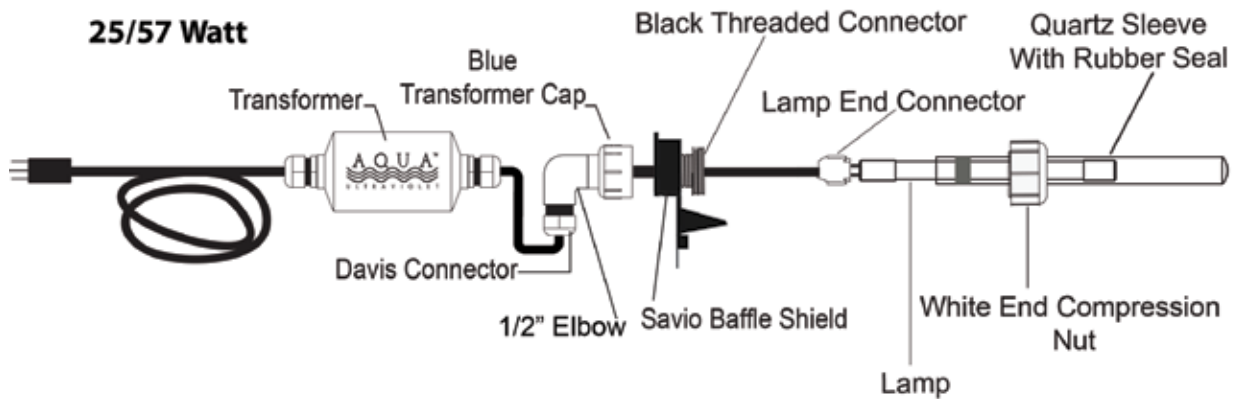 25/57 Watt
Transformer
Blue
Transformer Cap
Black Threaded Connector
Lamp End Connector
Quartz Sleeve
With Rubber Seal
AQUA™
ULTRAVIOLET
Davis Connector
1/2" Elbow
Savio Baffle Shield
White End Compression
Nut
Lamp